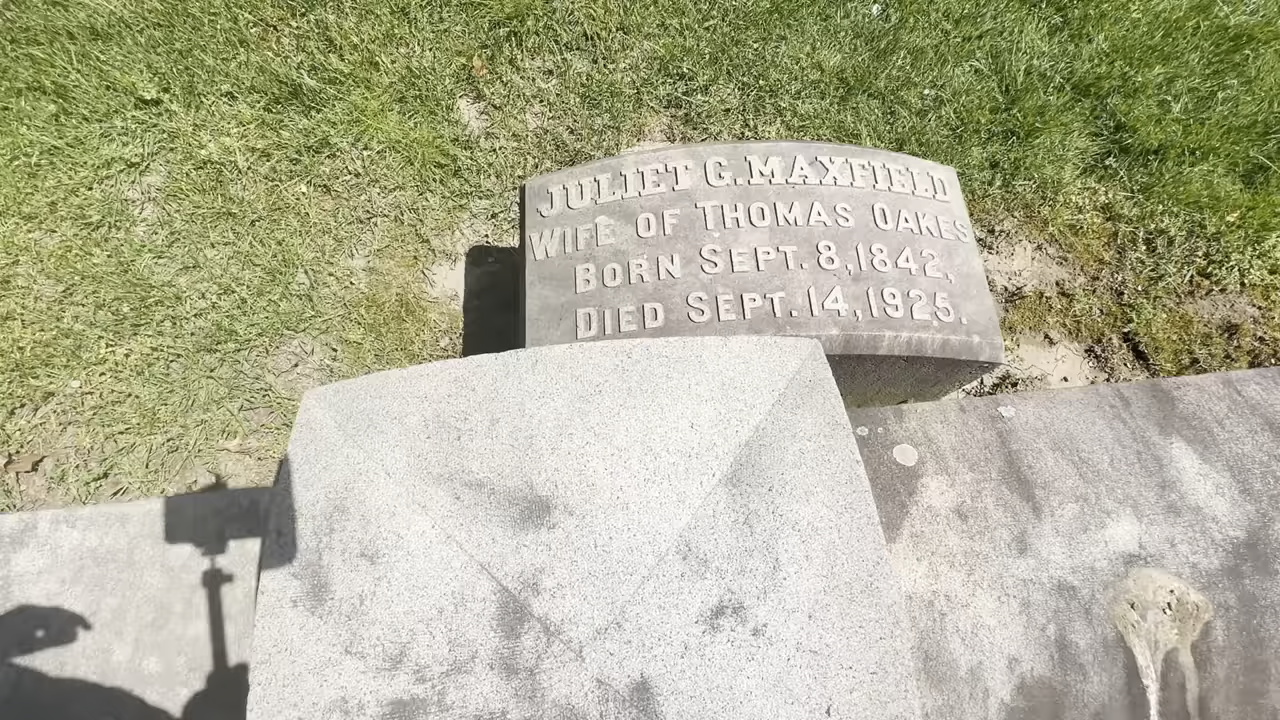 JULIET G. MAXFIELD
WIFE OF THOMAS OAKES
BORN SEPT. 8, 1842,
DIED SEPT. 14, 1925.